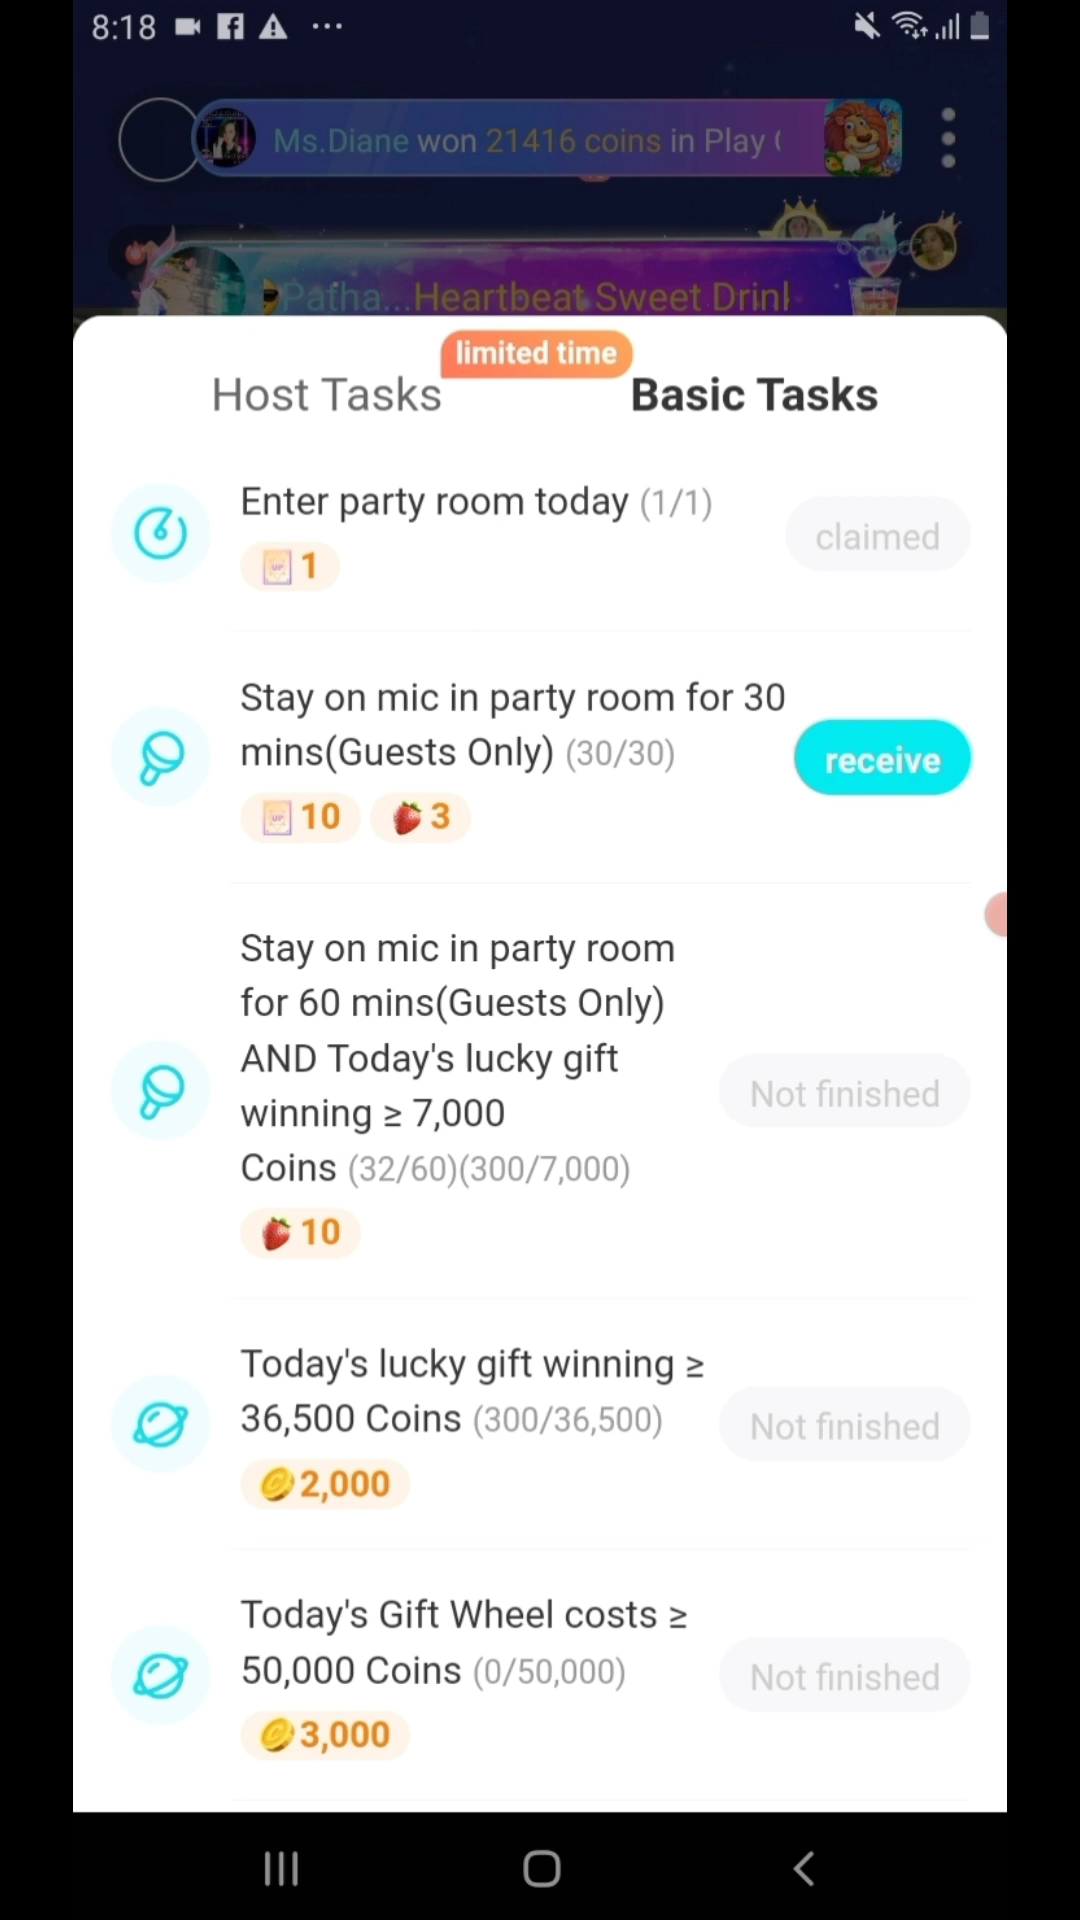 8:18
Ms.Diane won 21416 coins in Play
Patha...Heartbeat Sweet Drink
limited time
Host Tasks
Basic Tasks
Enter party room today (1/1)
claimed
UP 1
Stay on mic in party room for 30
mins(Guests Only) (30/30)
receive
UP 10 3
Stay on mic in party room
for 60 mins(Guests Only)
AND Today's lucky gift
winning ≥ 7,000
Coins (32/60)(300/7,000)
Not finished
10
Today's lucky gift winning ≥
36,500 Coins (300/36,500)
Not finished
2,000
Today's Gift Wheel costs ≥
50,000 Coins (0/50,000)
Not finished
3,000